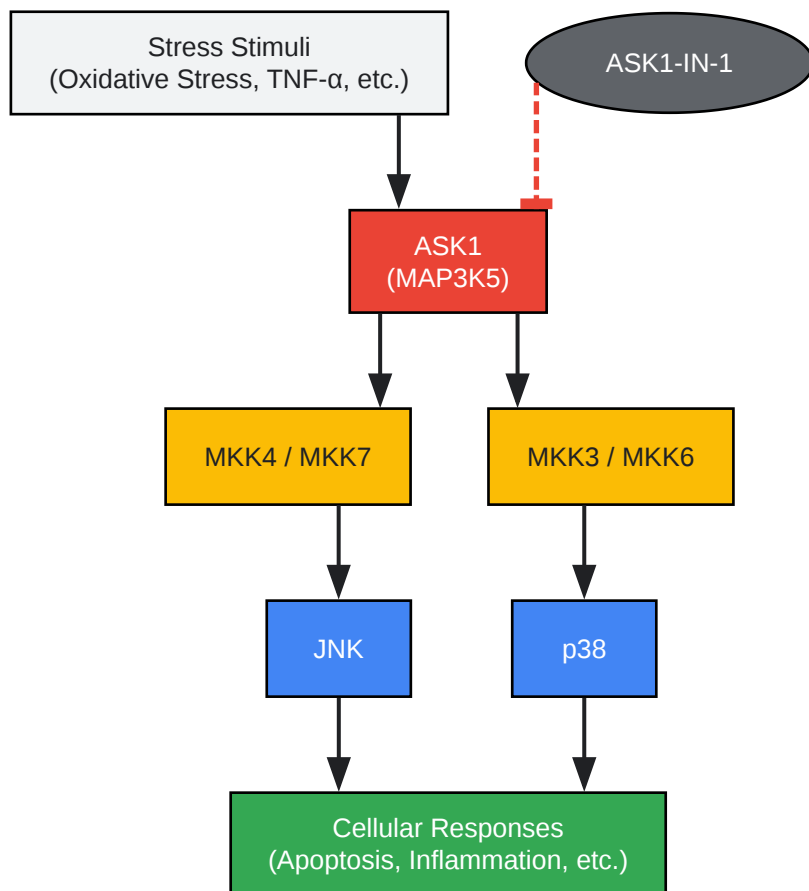 Stress Stimuli
(Oxidative Stress, TNF-α, etc.)
ASK1-IN-1
ASK1
(MAP3K5)
MKK4 / MKK7
MKK3 / MKK6
JNK
p38
Cellular Responses
(Apoptosis, Inflammation, etc.)